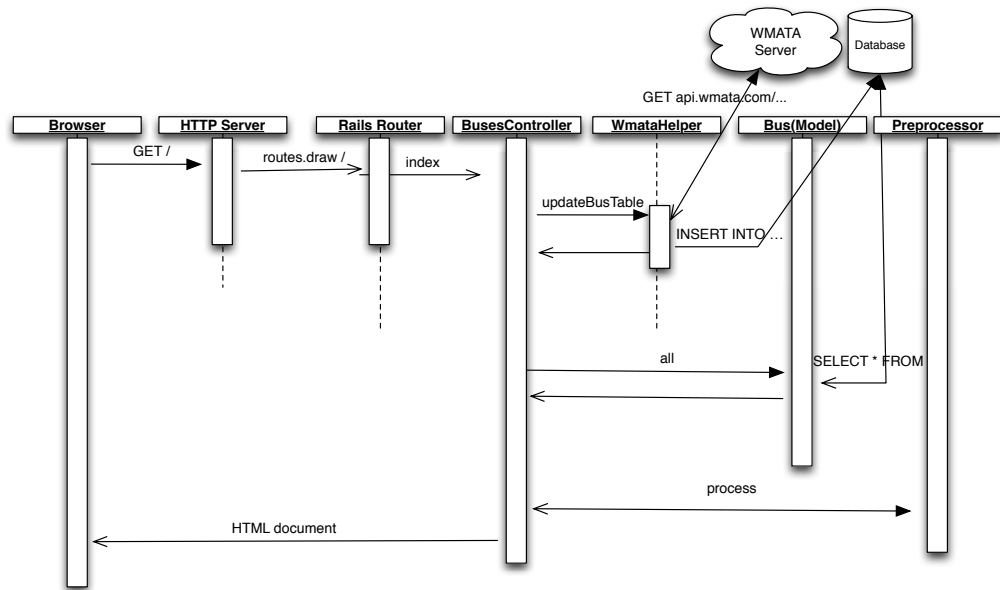 WMATA
Server
Database
GET api.wmata.com/...
Browser
HTTP Server
Rails Router
BusesController
WmataHelper
Bus(Model)
Preprocessor
GET /
routes.draw /
index
updateBusTable
INSERT INTO ...
all
SELECT * FROM
process
HTML document